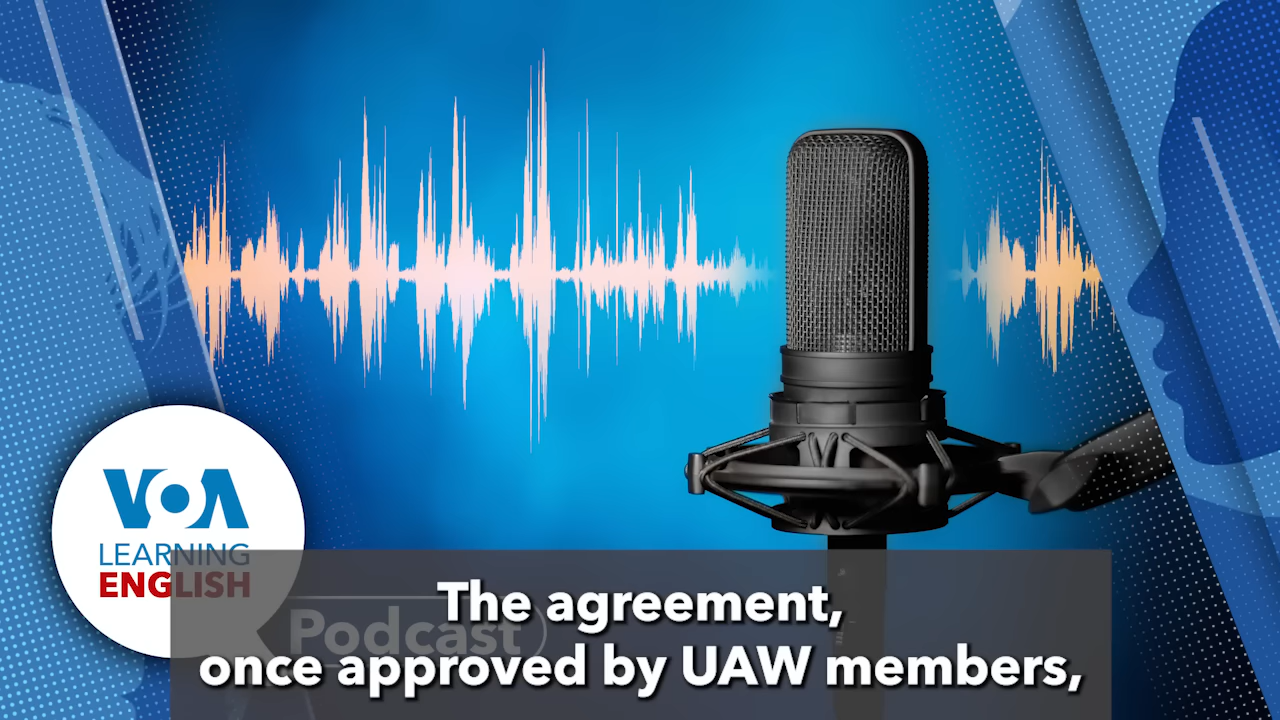 VOA
LEARNING
ENGLISH
Podcast
The agreement,
once approved by UAW members,